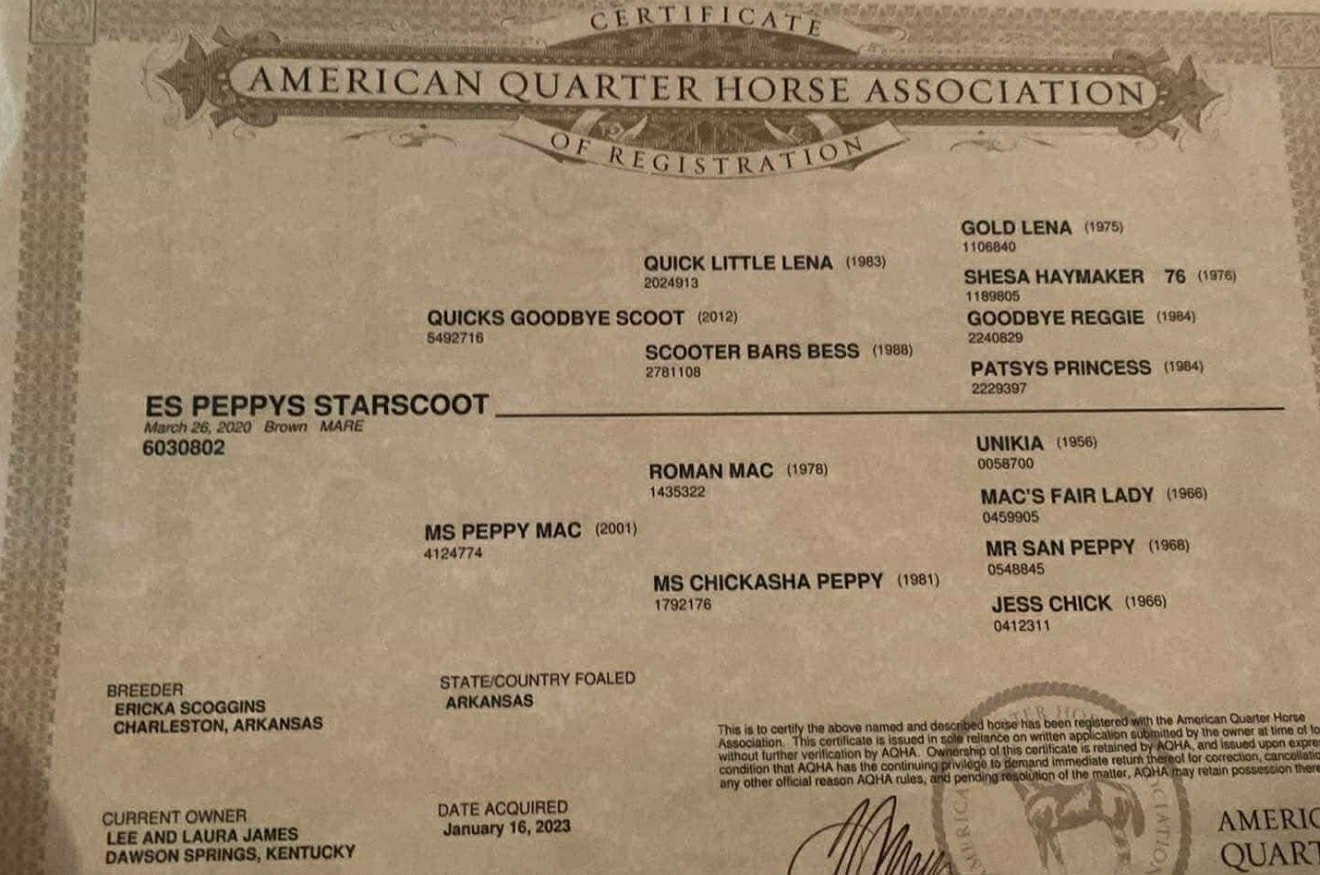 CERTIFICATE
AMERICAN QUARTER HORSE ASSOCIATION
OF REGISTRATION
GOLD LENA (1975)
1106840
QUICK LITTLE LENA (1983)
2024913
SHESA HAYMAKER 76 (1976)
1189805
QUICKS GOODBYE SCOOT (2012)
5492716
GOODBYE REGGIE (1984)
2240829
SCOOTER BARS BESS (1988)
2781108
PATSYS PRINCESS (1984)
2229397
ES PEPPYS STARSCOOT
March 26, 2020 Brown MARE
6030802
UNIKIA (1956)
0058700
ROMAN MAC (1978)
1435322
MAC'S FAIR LADY (1966)
0459905
MS PEPPY MAC (2001)
4124774
MR SAN PEPPY (1968)
0548845
MS CHICKASHA PEPPY (1981)
1792176
JESS CHICK (1966)
0412311
BREEDER
ERICKA SCOGGINS
CHARLESTON, ARKANSAS
STATE/COUNTRY FOALED
ARKANSAS
This is to certify the above named and described horse has been registered with the American Quarter Horse
Association. This certificate is issued in sole reliance on written application submitted by the owner at time of
without further verification by AQHA. Ownership of this certificate is retained by AQHA, and issued upon
condition that AQHA has the continuing privilege to demand immediate return thereof for correction,
any other official reason AQHA rules, and pending resolution of the matter, AQHA may retain possession
CURRENT OWNER
LEE AND LAURA JAMES
DAWSON SPRINGS, KENTUCKY
DATE ACQUIRED
January 16, 2023
AMERIC
QUART